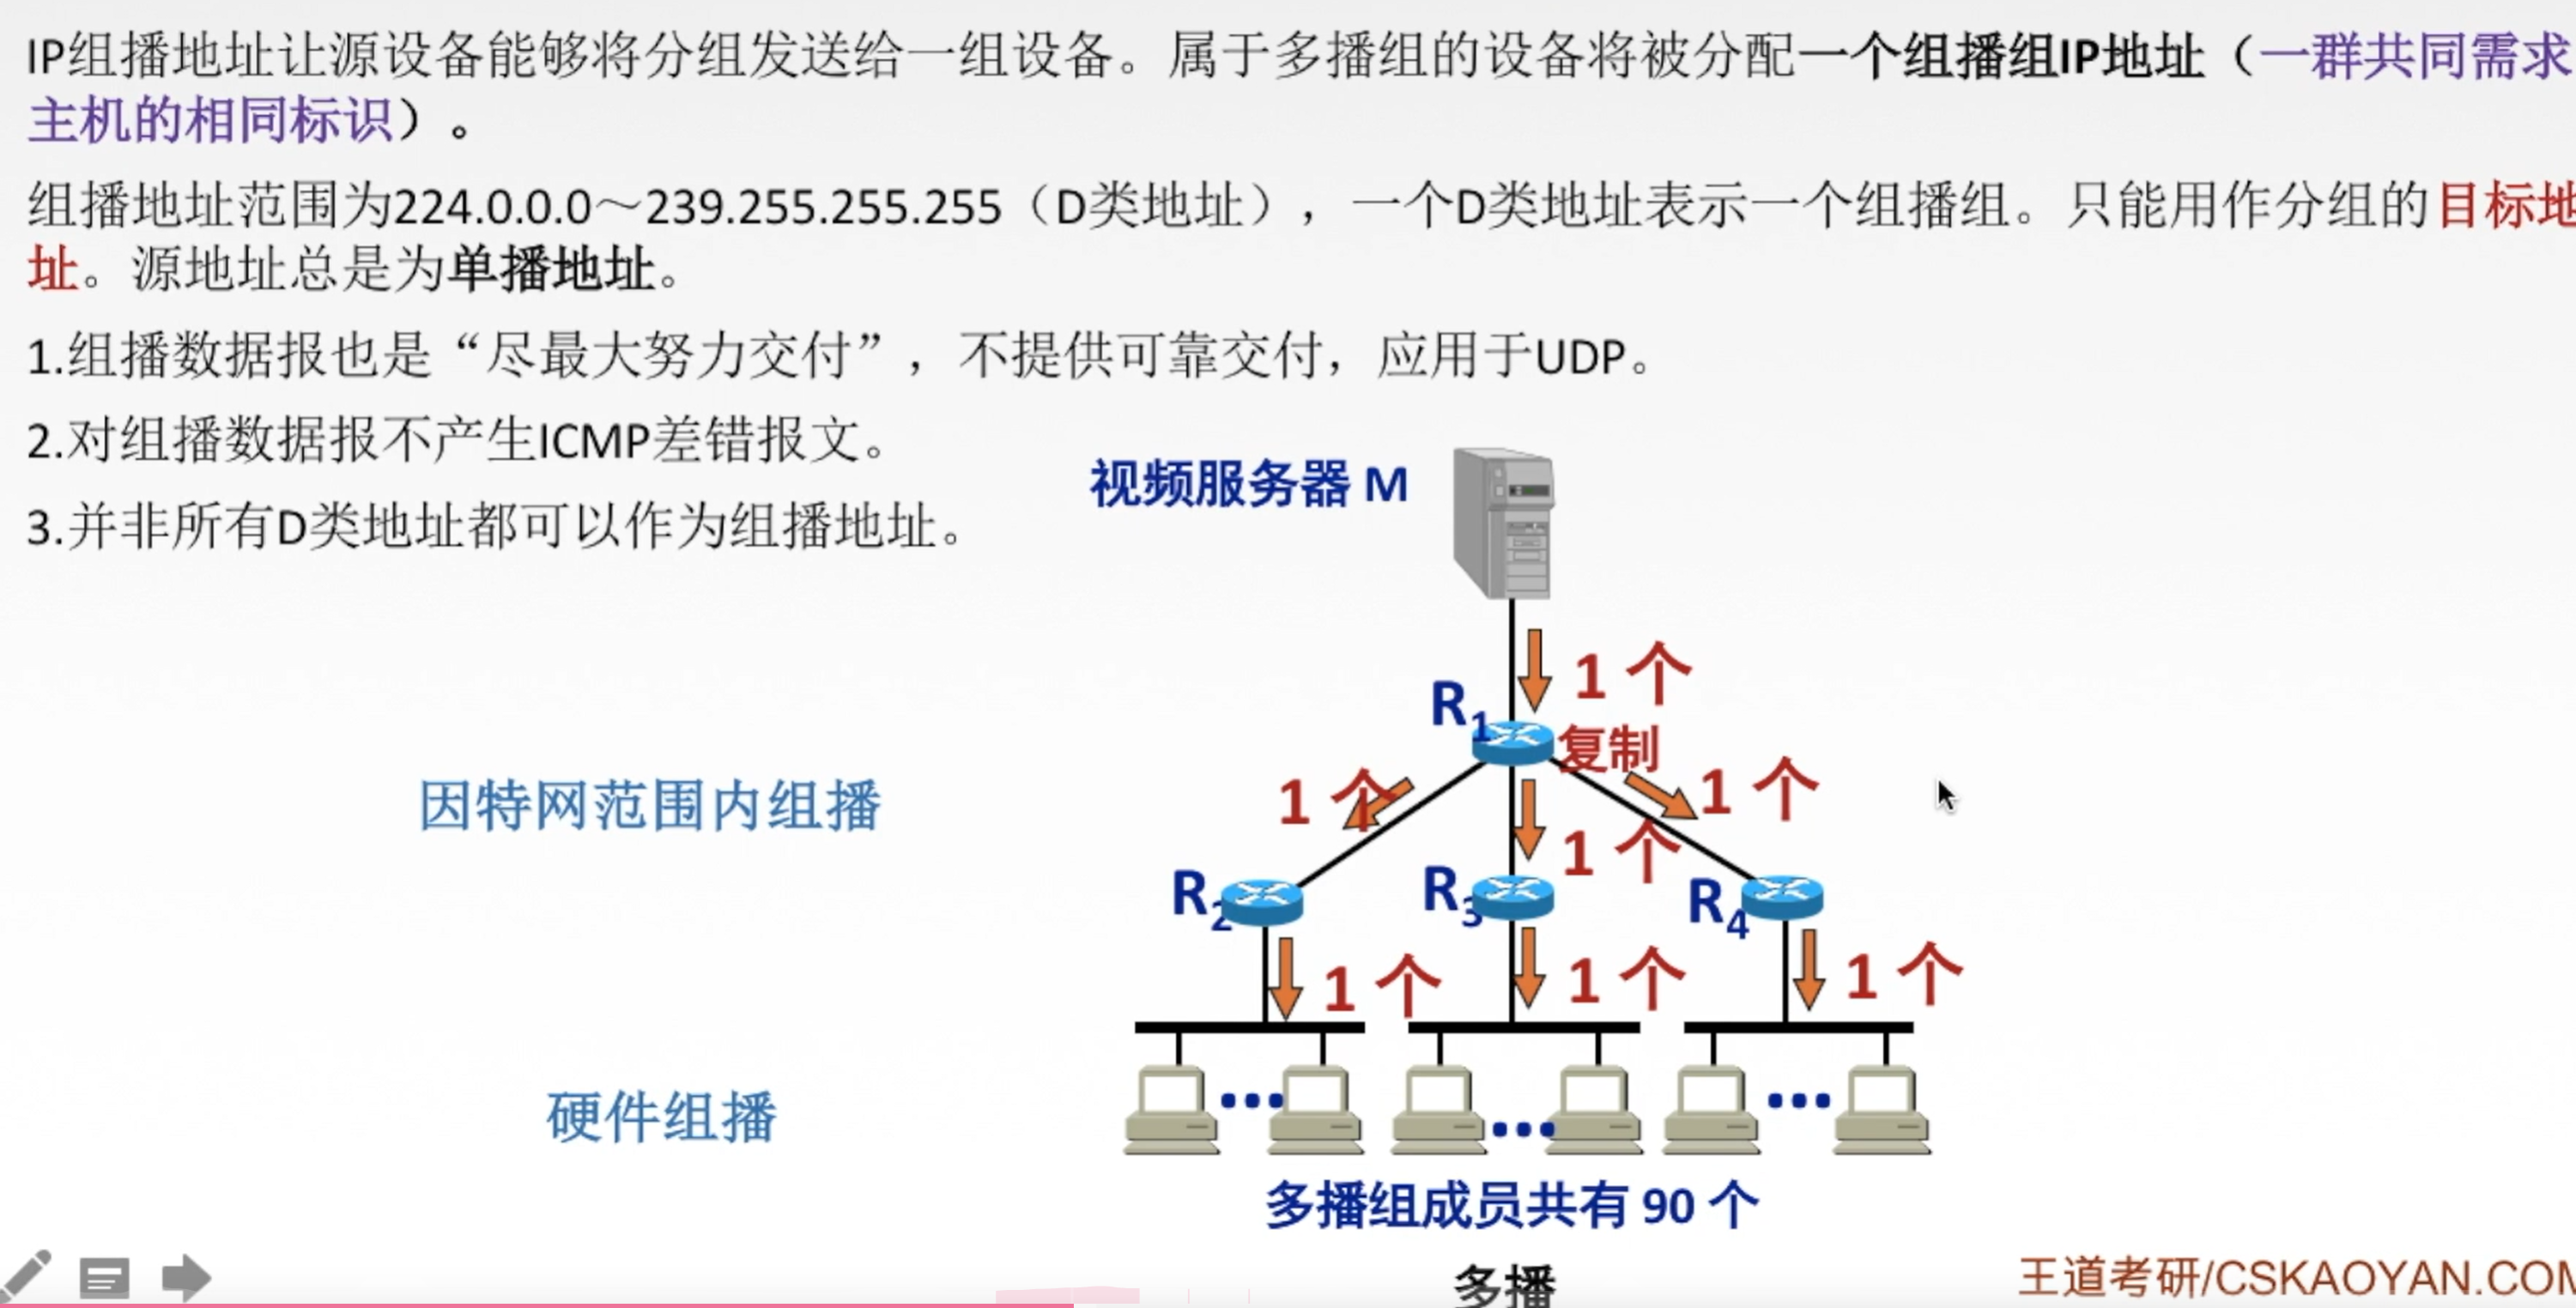 IP组播地址让源设备能够将分组发送给一组设备。属于多播组的设备将被分配一个组播组IP地址（一群共同需求
主机的相同标识）。
组播地址范围为224.0.0.0～239.255.255.255（D类地址），一个D类地址表示一个组播组。只能用作分组的目标地
址。源地址总是为单播地址。
1.组播数据报也是“尽最大努力交付”，不提供可靠交付，应用于UDP。
2.对组播数据报不产生ICMP差错报文。
3.并非所有D类地址都可以作为组播地址。
视频服务器 M
1 个
R1
复制
因特网范围内组播
1 个
1 个
1 个
R2
R3
R4
1 个
1 个
1 个
硬件组播
多播组成员共有 90 个
多播
王道考研/CSKAOYAN.COM